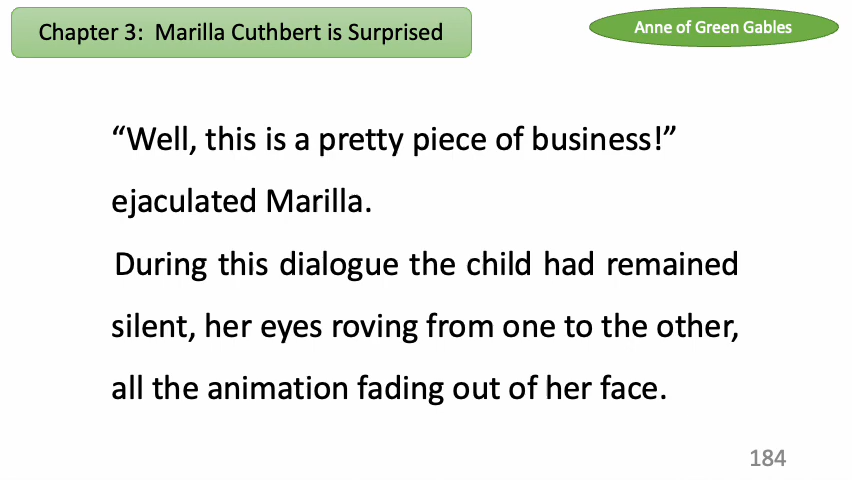 Chapter 3: Marilla Cuthbert is Surprised
Anne of Green Gables
“Well, this is a pretty piece of business!”
ejaculated Marilla.
During this dialogue the child had remained
silent, her eyes roving from one to the other,
all the animation fading out of her face.
184